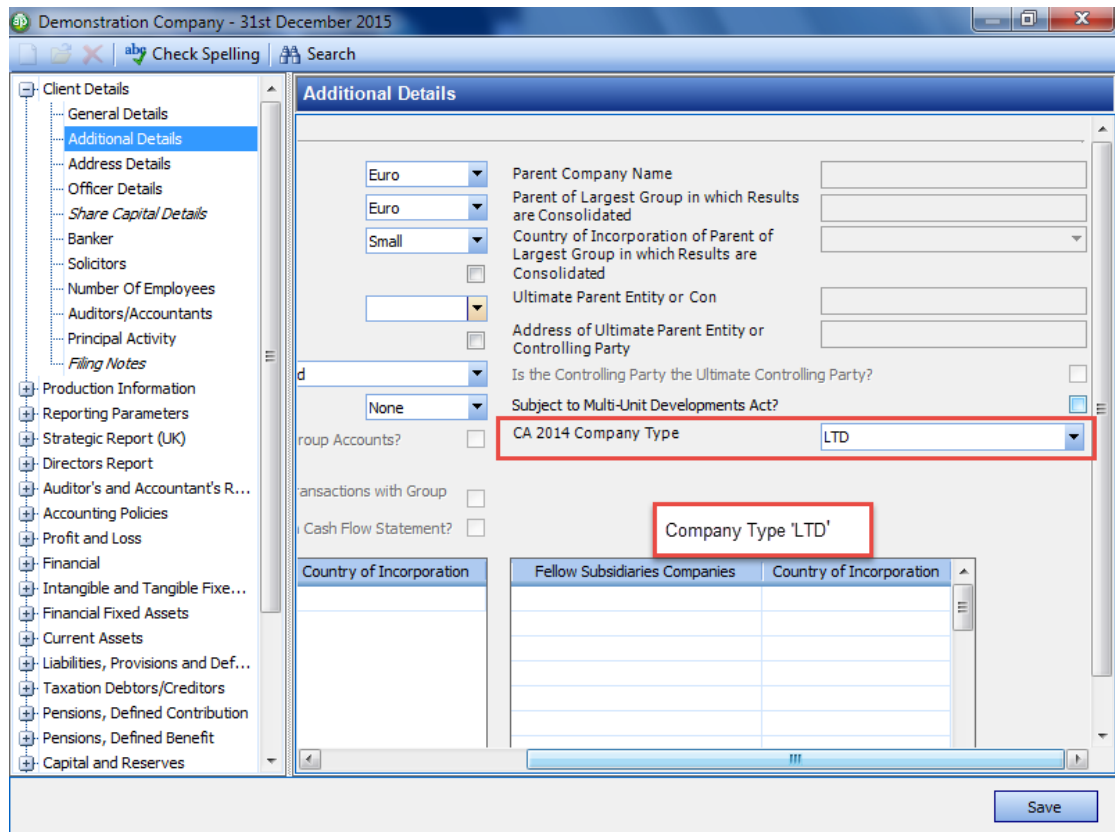 Demonstration Company - 31st December 2015
Check Spelling
Search
Client Details
General Details
Additional Details
Address Details
Officer Details
Share Capital Details
Banker
Solicitors
Number Of Employees
Auditors/Accountants
Principal Activity
Filing Notes
Production Information
Reporting Parameters
Strategic Report (UK)
Directors Report
Auditor's and Accountant's R...
Accounting Policies
Profit and Loss
Financial
Intangible and Tangible Fixe...
Financial Fixed Assets
Current Assets
Liabilities, Provisions and Def...
Taxation Debtors/Creditors
Pensions, Defined Contribution
Pensions, Defined Benefit
Capital and Reserves
Additional Details
Euro
Euro
Small
d
None
roup Accounts?
ransactions with Group
Cash Flow Statement?
Country of Incorporation
Parent Company Name
Parent of Largest Group in which Results
are Consolidated
Country of Incorporation of Parent of
Largest Group in which Results are
Consolidated
Ultimate Parent Entity or Con
Address of Ultimate Parent Entity or
Controlling Party
Is the Controlling Party the Ultimate Controlling Party?
Subject to Multi-Unit Developments Act?
CA 2014 Company Type LTD
Company Type 'LTD'
Fellow Subsidiaries Companies Country of Incorporation
Save